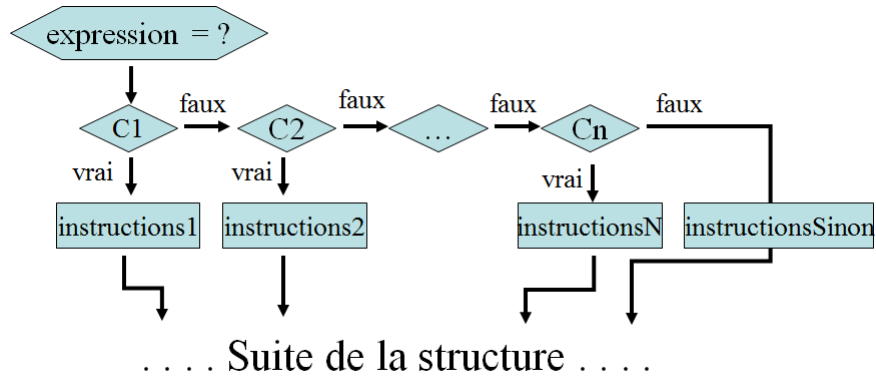 expression = ?
faux faux faux faux
C1 C2 ... Cn
vrai vrai vrai
instructions1 instructions2 instructionsN instructionsSinon
. . . . Suite de la structure . . . .